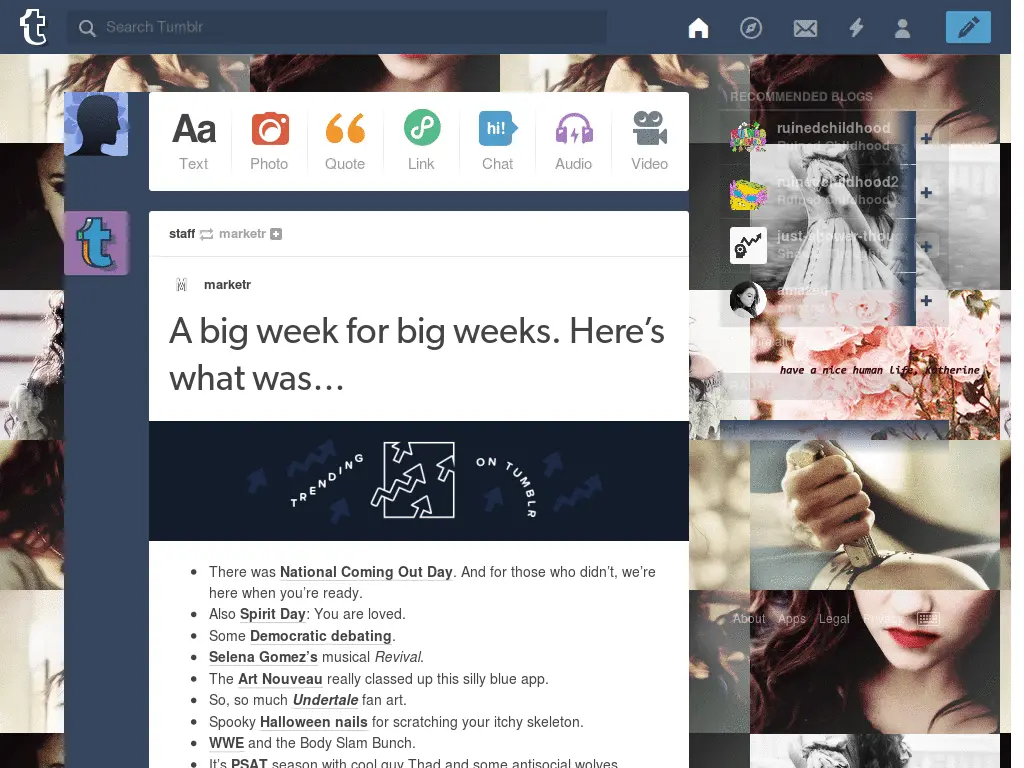 Search Tumblr
Aa
Text
Photo
Quote
Link
hi!
Chat
Audio
Video
staff marketr
marketr
A big week for big weeks. Here’s
what was…
TRENDING ON TUMBLR
There was National Coming Out Day. And for those who didn’t, we’re
here when you’re ready.
Also Spirit Day: You are loved.
Some Democratic debating.
Selena Gomez’s musical Revival.
The Art Nouveau really classed up this silly blue app.
So, so much Undertale fan art.
Spooky Halloween nails for scratching your itchy skeleton.
WWE and the Body Slam Bunch.
It’s PSAT season with cool guy Thad and some antisocial wolves
RECOMMENDED BLOGS
ruinedchildhood
Ruined Childhood
ruinedchildhood2
Ruined Childhood 2
have a nice human life, Katherine
About Apps Legal Privacy